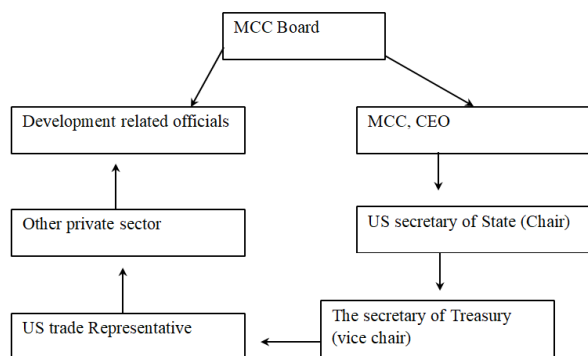 MCC Board
Development related officials
MCC, CEO
Other private sector
US secretary of State (Chair)
US trade Representative
The secretary of Treasury
(vice chair)